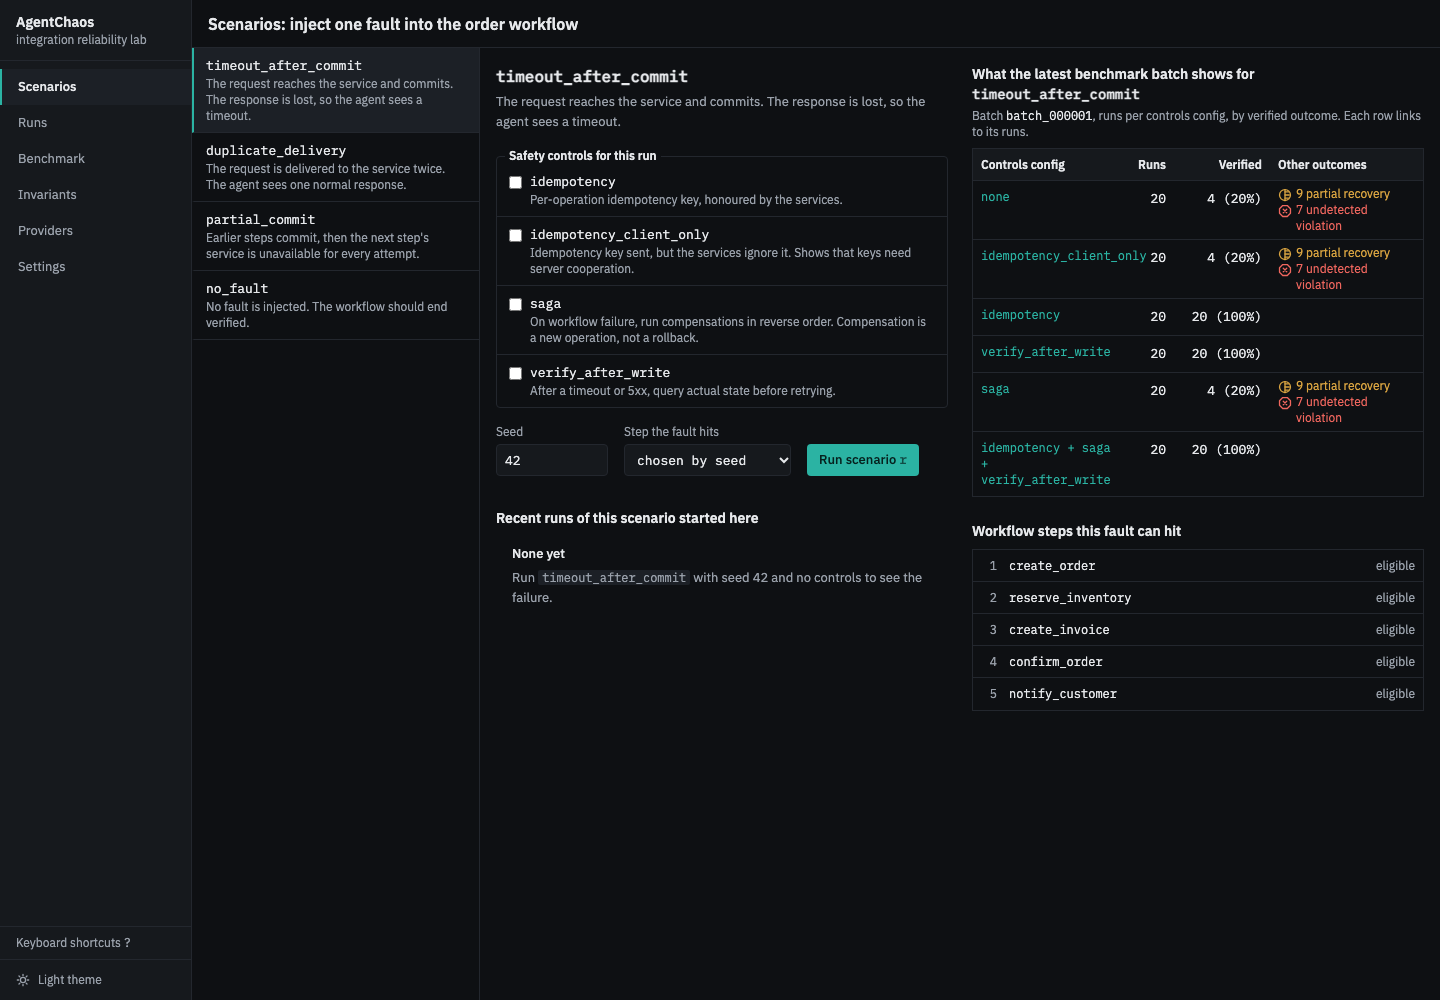 AgentChaos
integration reliability lab
Scenarios
Runs
Benchmark
Invariants
Providers
Settings
Keyboard shortcuts ?
Light theme
Scenarios: inject one fault into the order workflow
timeout_after_commit
The request reaches the service and commits.
The response is lost, so the agent sees a
timeout.
duplicate_delivery
The request is delivered to the service twice.
The agent sees one normal response.
partial_commit
Earlier steps commit, then the next step's
service is unavailable for every attempt.
no_fault
No fault is injected. The workflow should end
verified.
timeout_after_commit
The request reaches the service and commits. The response is lost, so the
agent sees a timeout.
Safety controls for this run
idempotency
Per-operation idempotency key, honoured by the services.
idempotency_client_only
Idempotency key sent, but the services ignore it. Shows that keys need
server cooperation.
saga
On workflow failure, run compensations in reverse order. Compensation is
a new operation, not a rollback.
verify_after_write
After a timeout or 5xx, query actual state before retrying.
Seed
42
Step the fault hits
chosen by seed
Run scenario r
Recent runs of this scenario started here
None yet
Run timeout_after_commit with seed 42 and no controls to see the
failure.
What the latest benchmark batch shows for
timeout_after_commit
Batch batch_000001, runs per controls config, by verified outcome. Each row links
to its runs.
Controls config Runs Verified Other outcomes
none 20 4 (20%) 9 partial recovery
7 undetected
violation
idempotency_client_only 20 4 (20%) 9 partial recovery
7 undetected
violation
idempotency 20 20 (100%)
verify_after_write 20 20 (100%)
saga 20 4 (20%) 9 partial recovery
7 undetected
violation
idempotency + saga 20 20 (100%)
+
verify_after_write
Workflow steps this fault can hit
1 create_order eligible
2 reserve_inventory eligible
3 create_invoice eligible
4 confirm_order eligible
5 notify_customer eligible